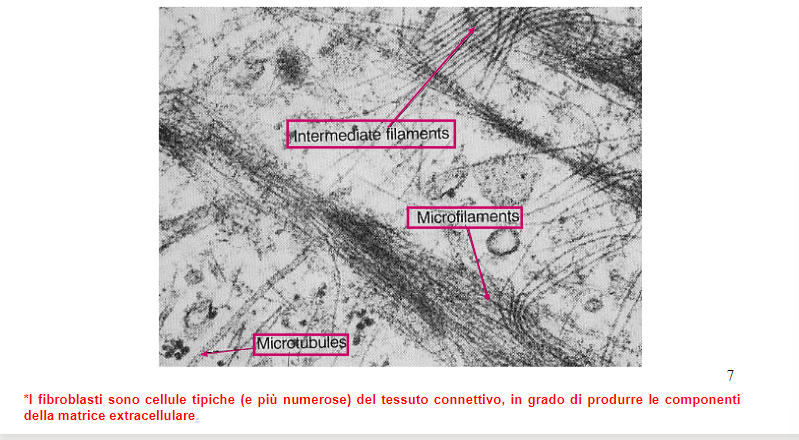 Intermediate filaments
Microfilaments
Microtubules
7
*I fibroblasti sono cellule tipiche (e più numerose) del tessuto connettivo, in grado di produrre le componenti
della matrice extracellulare.